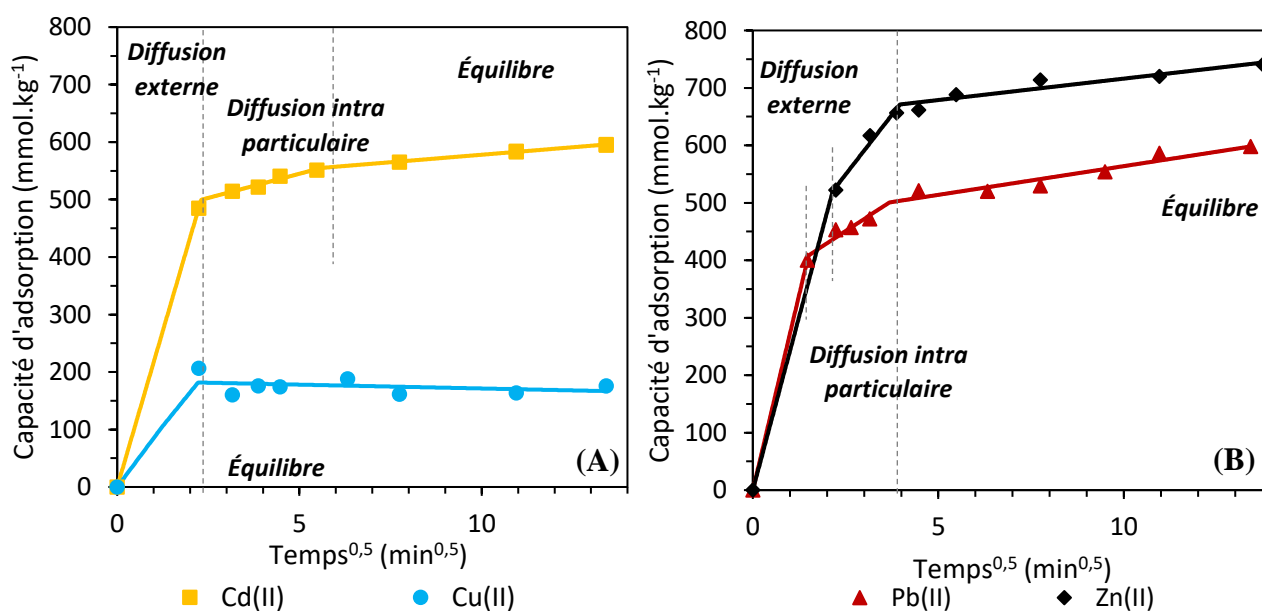 Capacité d'adsorption (mmol.kg-1)
800
700
600
500
400
300
200
100
0
0
5
10
Diffusion
externe
Diffusion intra
particulaire
Équilibre
Équilibre
(A)
Temps0,5 (min0,5)
Cd(II)
Cu(II)
Capacité d'adsorption (mmol.kg-1)
800
700
600
500
400
300
200
100
0
0
5
10
Diffusion
externe
Équilibre
Diffusion intra
particulaire
(B)
Temps0,5 (min0,5)
Pb(II)
Zn(II)